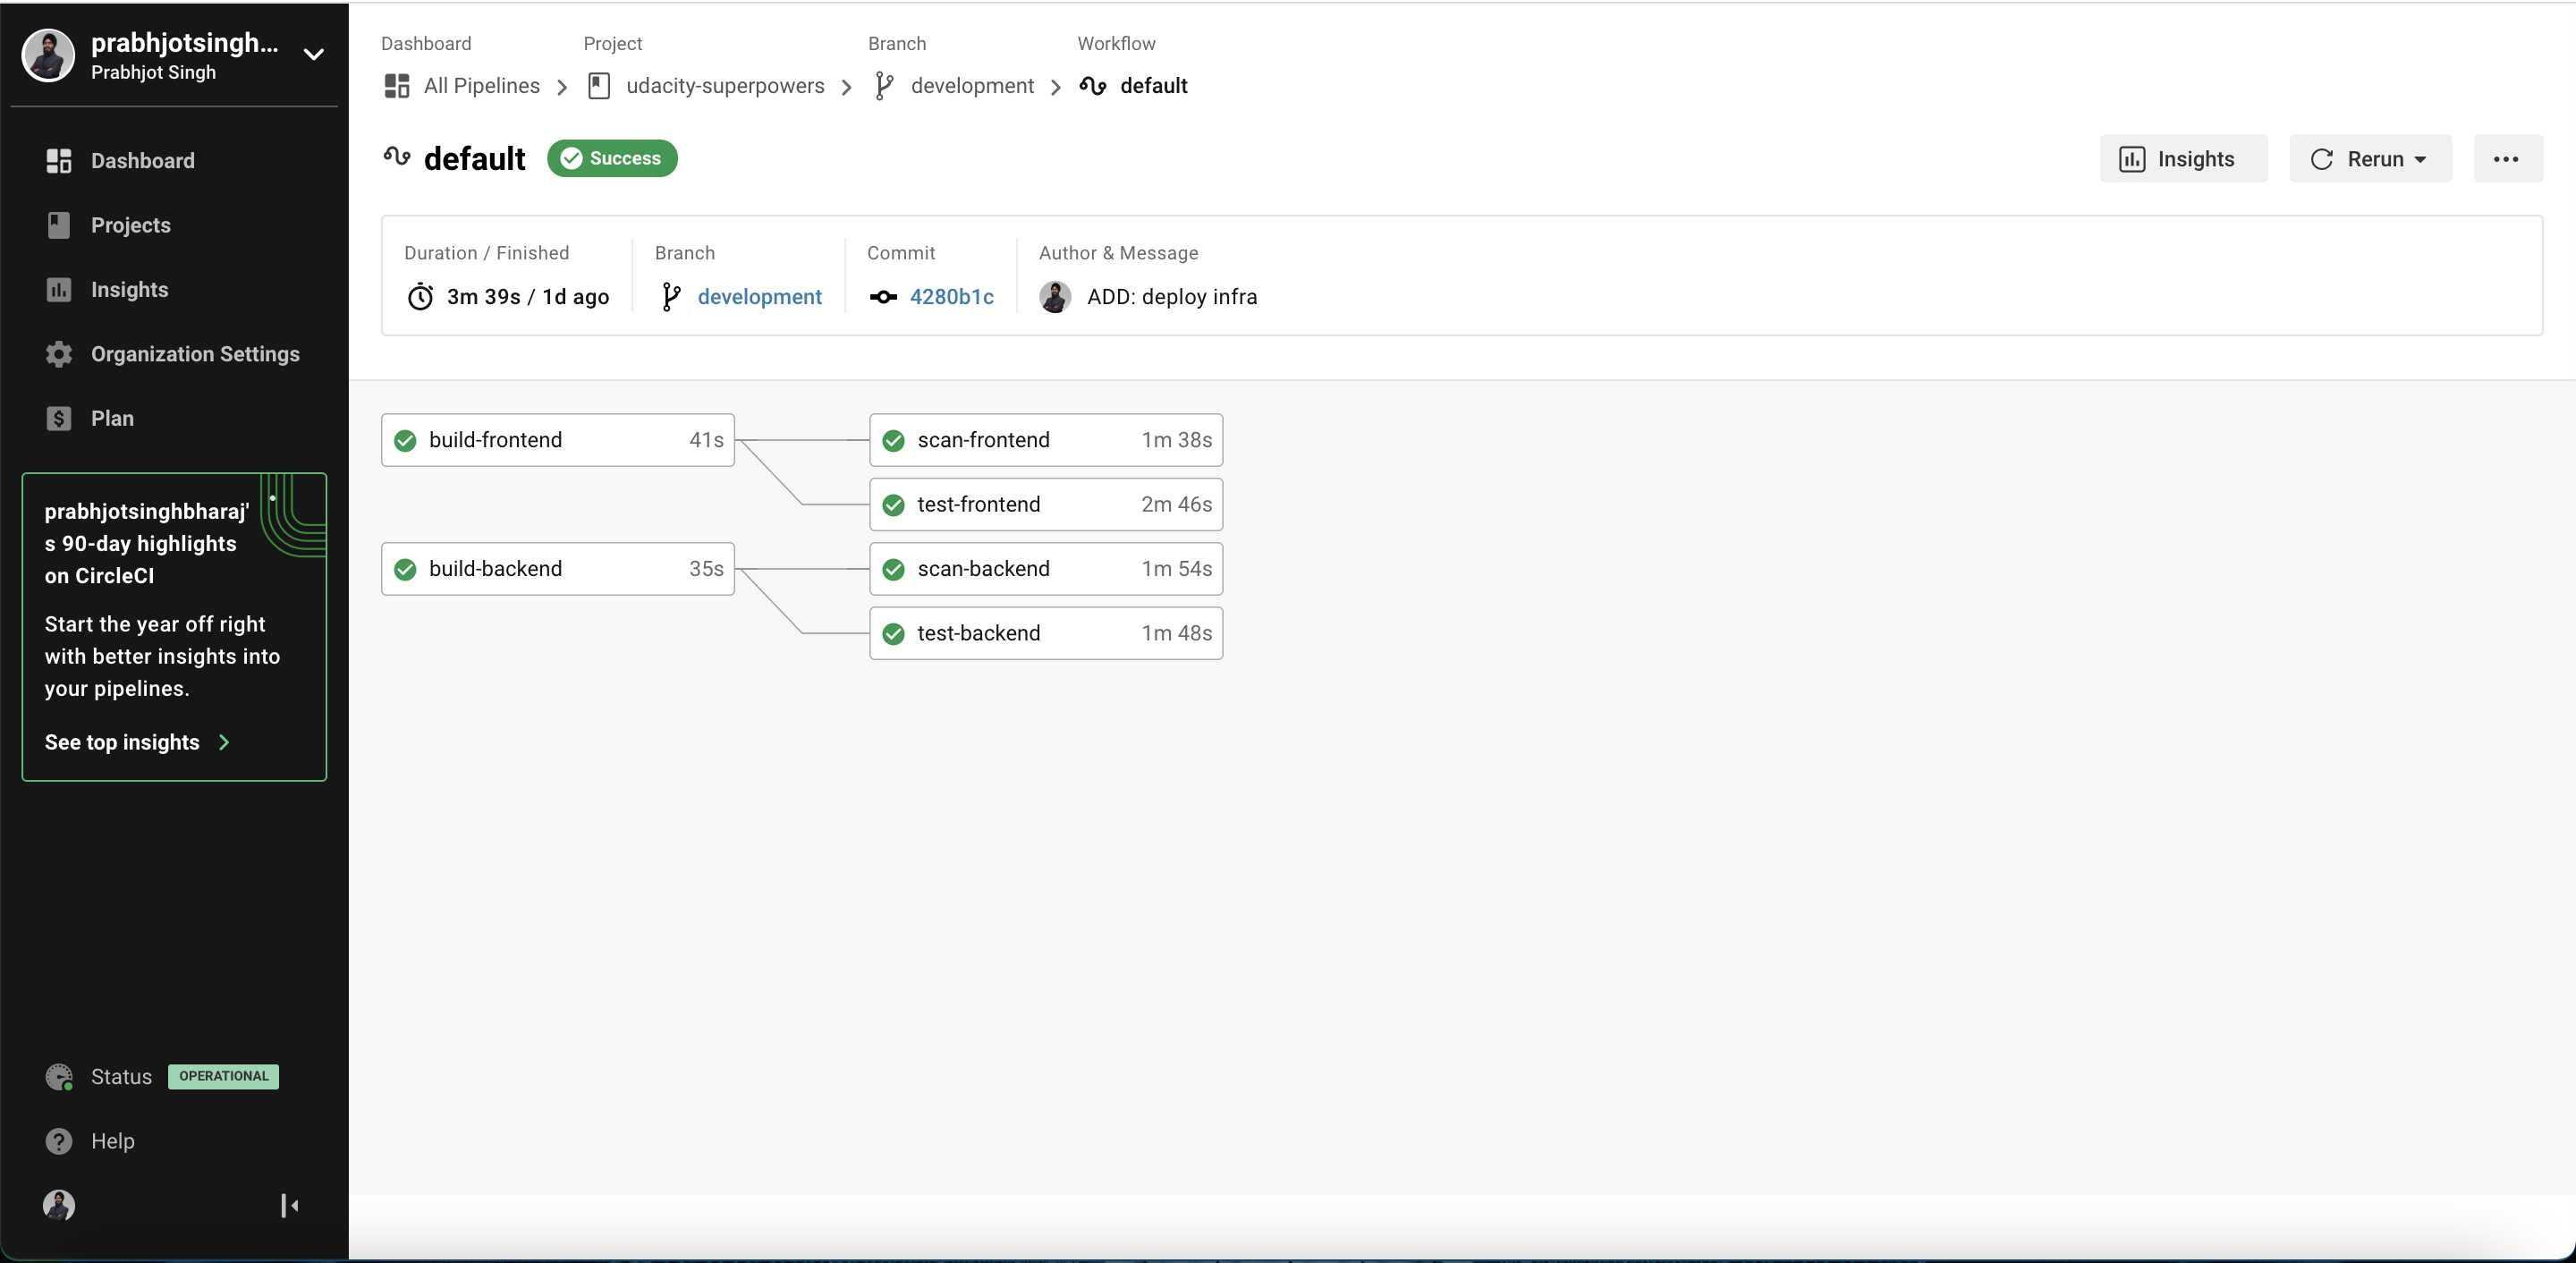 prabhjotsingh...
Prabhjot Singh
Dashboard
Projects
Insights
Organization Settings
Plan
prabhjotsinghbharaj'
s 90-day highlights
on CircleCI
Start the year off right
with better insights into
your pipelines.
See top insights
Status OPERATIONAL
Help
Dashboard Project Branch Workflow
All Pipelines udacity-superpowers development default
default Success Insights Rerun
Duration / Finished Branch Commit Author & Message
3m 39s / 1d ago development 4280b1c ADD: deploy infra
build-frontend 41s scan-frontend 1m 38s
test-frontend 2m 46s
build-backend 35s scan-backend 1m 54s
test-backend 1m 48s